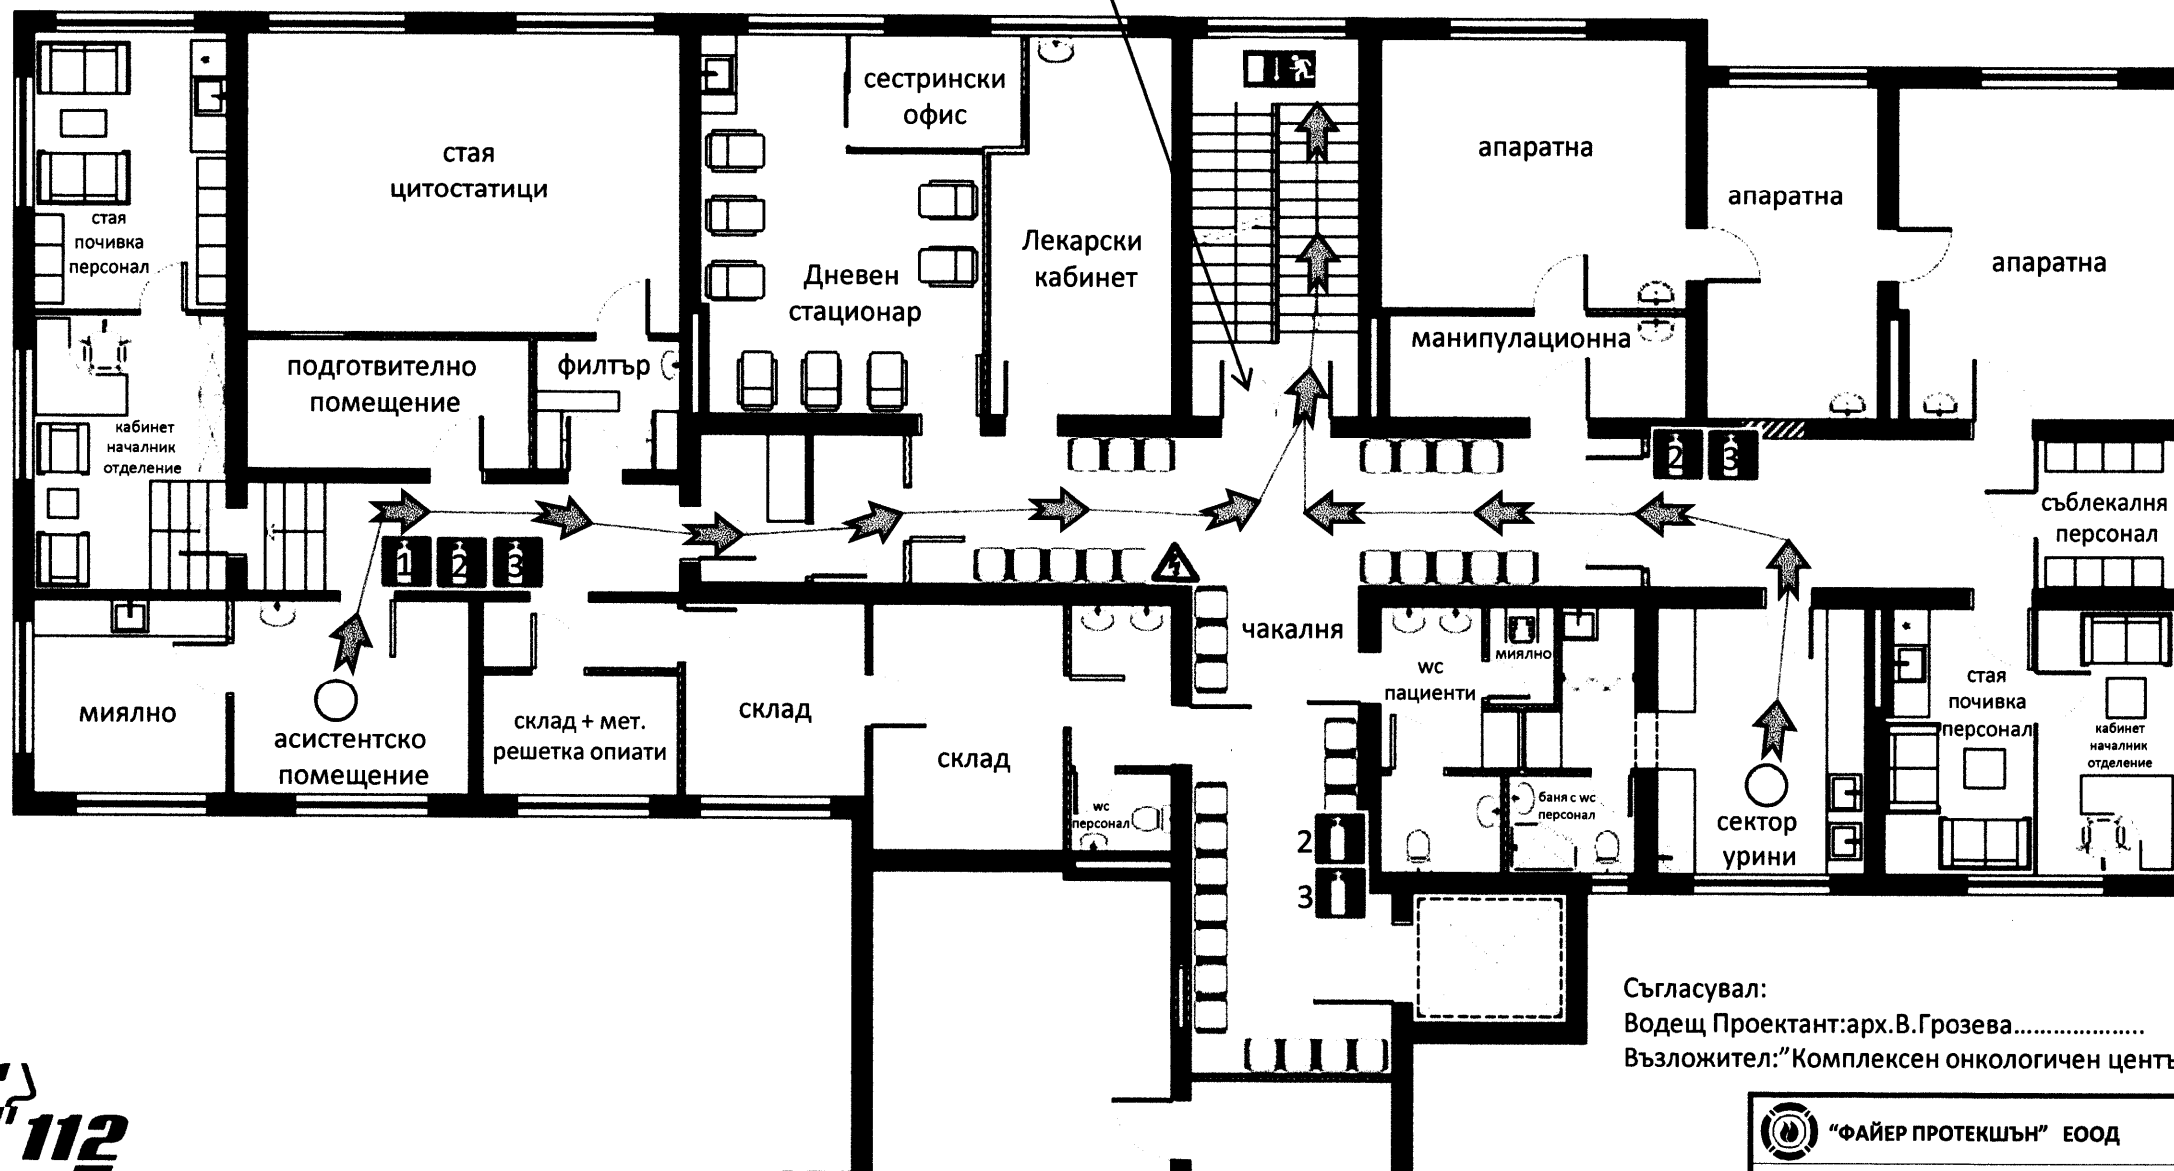 сестрински
офис
стая
цитостатици
апаратна
апаратна
апаратна
стая
почивка
персонал
Лекарски
кабинет
Дневен
стационар
манипулационна
подготвително
помещение
филтър
кабинет
началник
отделение
2
3
съблекалня
персонал
1
2
3
чакалня
миялно
wc
пациенти
стая
почивка
персонал
миялно
асистентско
помещение
склад + мет.
решетка опиати
склад
склад
кабинет
началник
отделение
wc
персонал
баня с wc
персонал
сектор
урини
2
3
Съгласувал:
Водещ Проектант:арх.В.Грозева.....................
Възложител:"Комплексен онкологичен
112
"ФАЙЕР ПРОТЕКШЪН" ЕООД